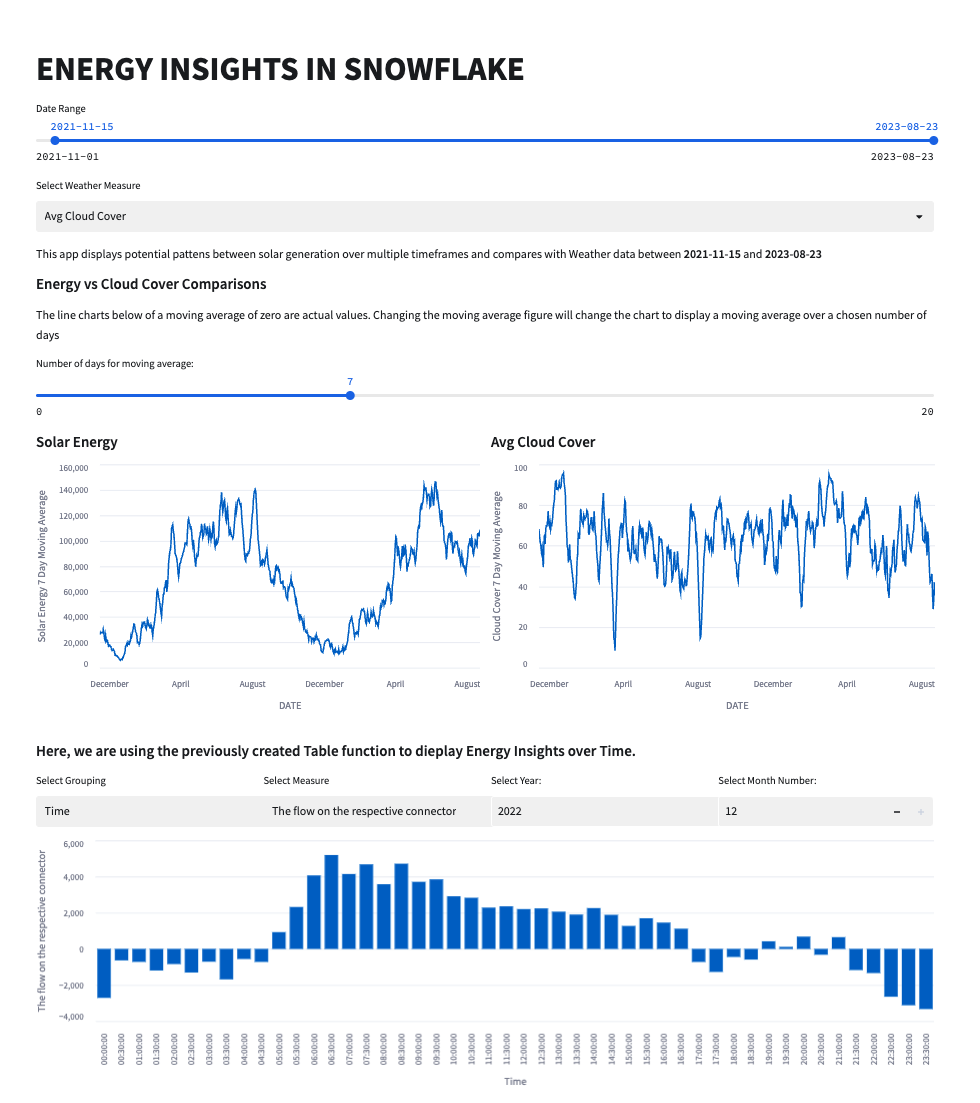 ENERGY INSIGHTS IN SNOWFLAKE
Date Range
2021-11-15 2023-08-23
2021-11-01 2023-08-23
Select Weather Measure
Avg Cloud Cover
This app displays potential pattens between solar generation over multiple timeframes and compares with Weather data between 2021-11-15 and 2023-08-23
Energy vs Cloud Cover Comparisons
The line charts below of a moving average of zero are actual values. Changing the moving average figure will change the chart to display a moving average over a chosen number of
days
Number of days for moving average:
7
0 20
Solar Energy
Solar Energy 7 Day Moving Average
160,000
140,000
120,000
100,000
80,000
60,000
40,000
20,000
0
December April August December April August
DATE
Avg Cloud Cover
Cloud Cover 7 Day Moving Average
100
80
60
40
20
0
December April August December April August
DATE
Here, we are using the previously created Table function to dieplay Energy Insights over Time.
Select Grouping Select Measure Select Year: Select Month Number:
Time The flow on the respective connector 2022 12 − +
The flow on the respective connector
6,000
4,000
2,000
0
−2,000
−4,000
00:00:00 00:30:00 01:00:00 01:30:00 02:00:00 02:30:00 03:00:00 03:30:00 04:00:00 04:30:00 05:00:00 05:30:00 06:00:00 06:30:00 07:00:00 07:30:00 08:00:00 08:30:00 09:00:00 09:30:00 10:00:00 10:30:00 11:00:00 11:30:00 12:00:00 12:30:00 13:00:00 13:30:00 14:00:00 14:30:00 15:00:00 15:30:00 16:00:00 16:30:00 17:00:00 17:30:00 18:00:00 18:30:00 19:00:00 19:30:00 20:00:00 20:30:00 21:00:00 21:30:00 22:00:00 22:30:00 23:00:00 23:30:00
Time